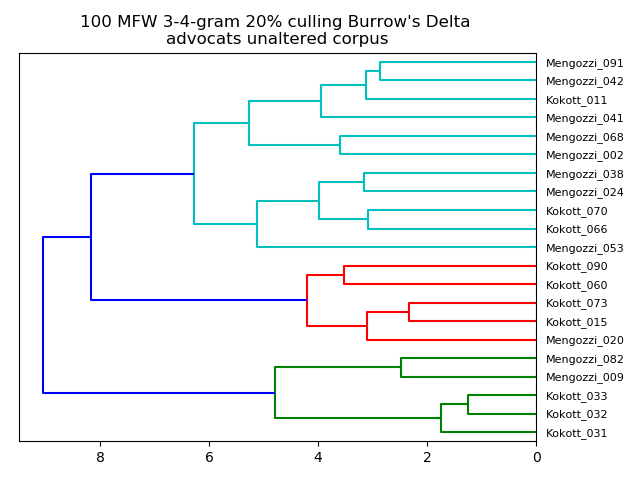 100 MFW 3-4-gram 20% culling Burrow's Delta
advocats unaltered corpus
Mengozzi_091
Mengozzi_042
Kokott_011
Mengozzi_041
Mengozzi_068
Mengozzi_002
Mengozzi_038
Mengozzi_024
Kokott_070
Kokott_066
Mengozzi_053
Kokott_090
Kokott_060
Kokott_073
Kokott_015
Mengozzi_020
Mengozzi_082
Mengozzi_009
Kokott_033
Kokott_032
Kokott_031
8 6 4 2 0